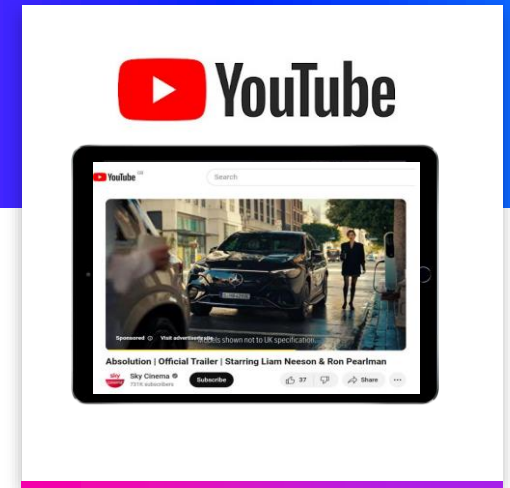 YouTube
YouTube
Search
Sponsored Visit advertiser's site
Models shown not to UK specification.
Absolution | Official Trailer | Starring Liam Neeson & Ron Pearlman
sky cinema
Sky Cinema
subscribers
Subscribe
37
Share